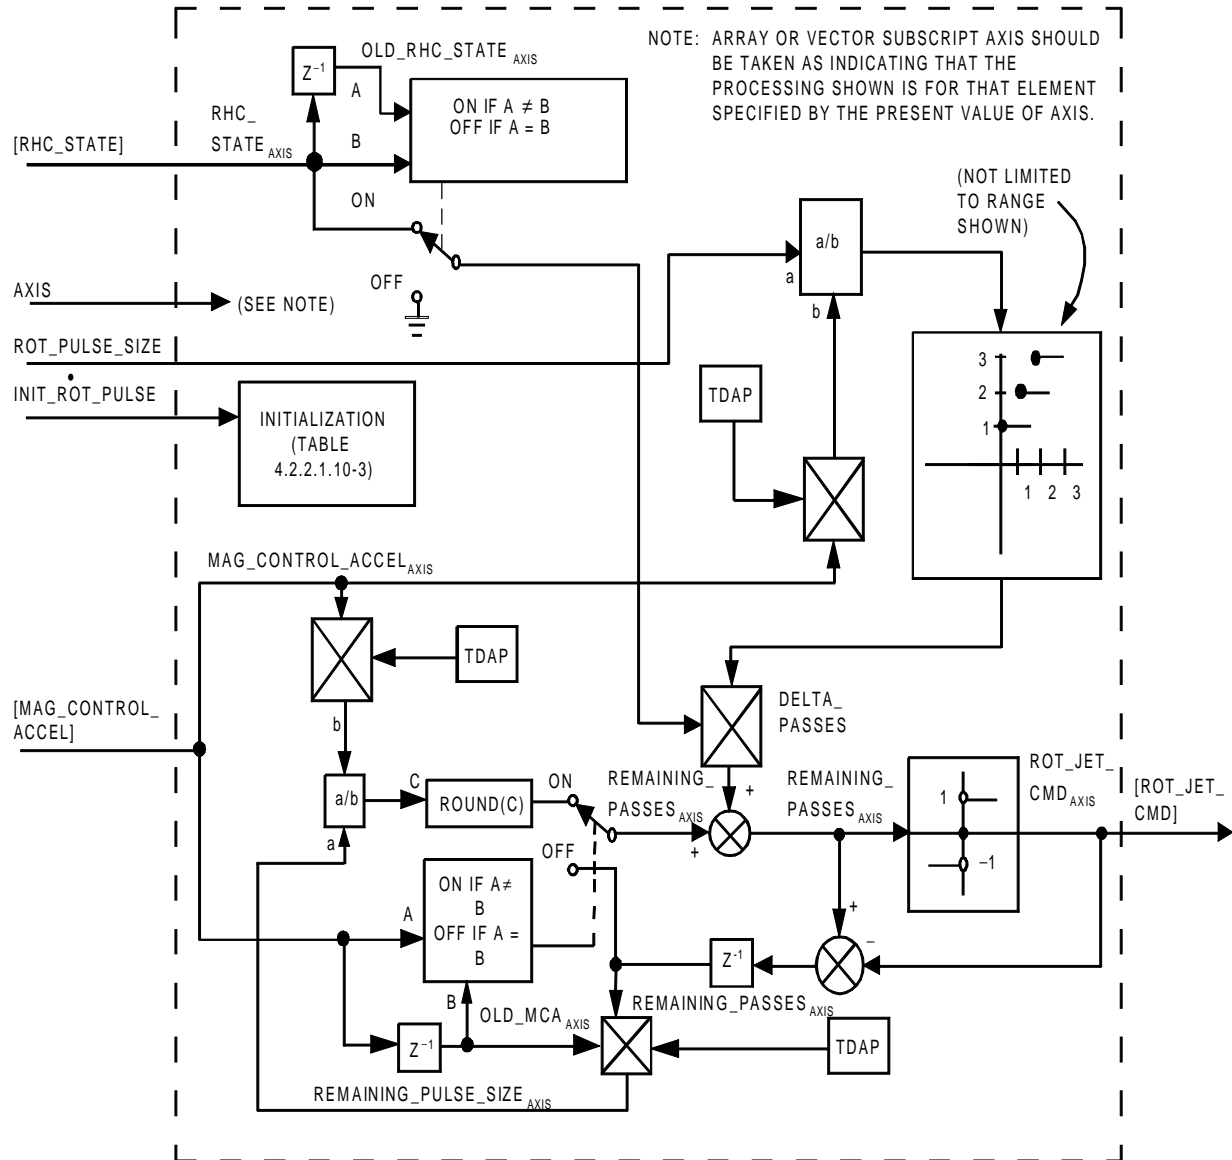 NOTE: ARRAY OR VECTOR SUBSCRIPT AXIS SHOULD
BE TAKEN AS INDICATING THAT THE
PROCESSING SHOWN IS FOR THAT ELEMENT
SPECIFIED BY THE PRESENT VALUE OF AXIS.
OLD_RHC_STATE AXIS
Z⁻¹
A
ON IF A ≠ B
OFF IF A = B
RHC_
STATE AXIS
B
[RHC_STATE]
ON
(NOT LIMITED
TO RANGE
SHOWN)
a/b
a
b
OFF
AXIS
(SEE NOTE)
ROT_PULSE_SIZE
INIT_ROT_PULSE
INITIALIZATION
(TABLE
4.2.2.1.10-3)
TDAP
3
2
1
1 2 3
MAG_CONTROL_ACCEL AXIS
TDAP
[MAG_CONTROL_
ACCEL]
b
DELTA_
PASSES
a/b
a
C
ROUND(C)
ON
OFF
REMAINING_
PASSES AXIS
+
+
REMAINING_
PASSES AXIS
ROT_JET_
CMD AXIS
1
–1
[ROT_JET_
CMD]
A
ON IF A≠
B
OFF IF A =
B
B
+
–
Z⁻¹
REMAINING_PASSES AXIS
OLD_MCA AXIS
Z⁻¹
TDAP
REMAINING_PULSE_SIZE AXIS